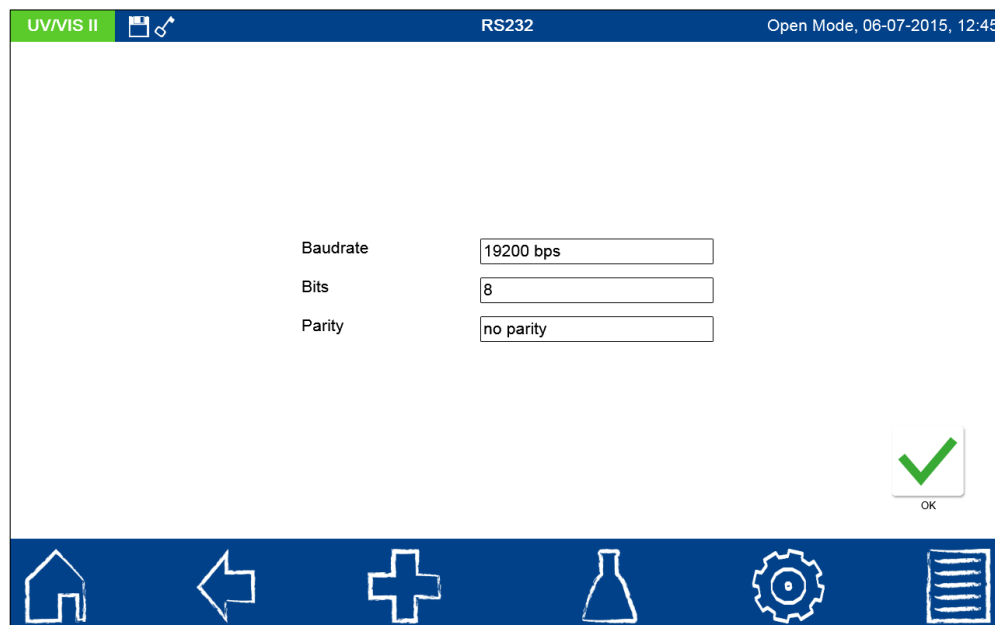 UV/VIS II RS232 Open Mode, 06-07-2015, 12:45
Baudrate 19200 bps
Bits 8
Parity no parity
OK